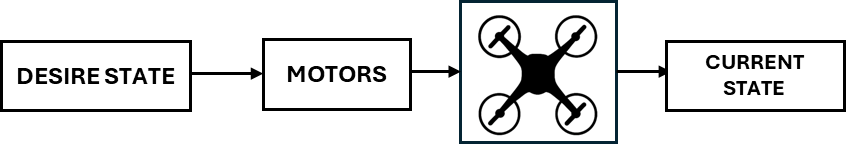 DESIRE STATE
MOTORS
CURRENT
STATE